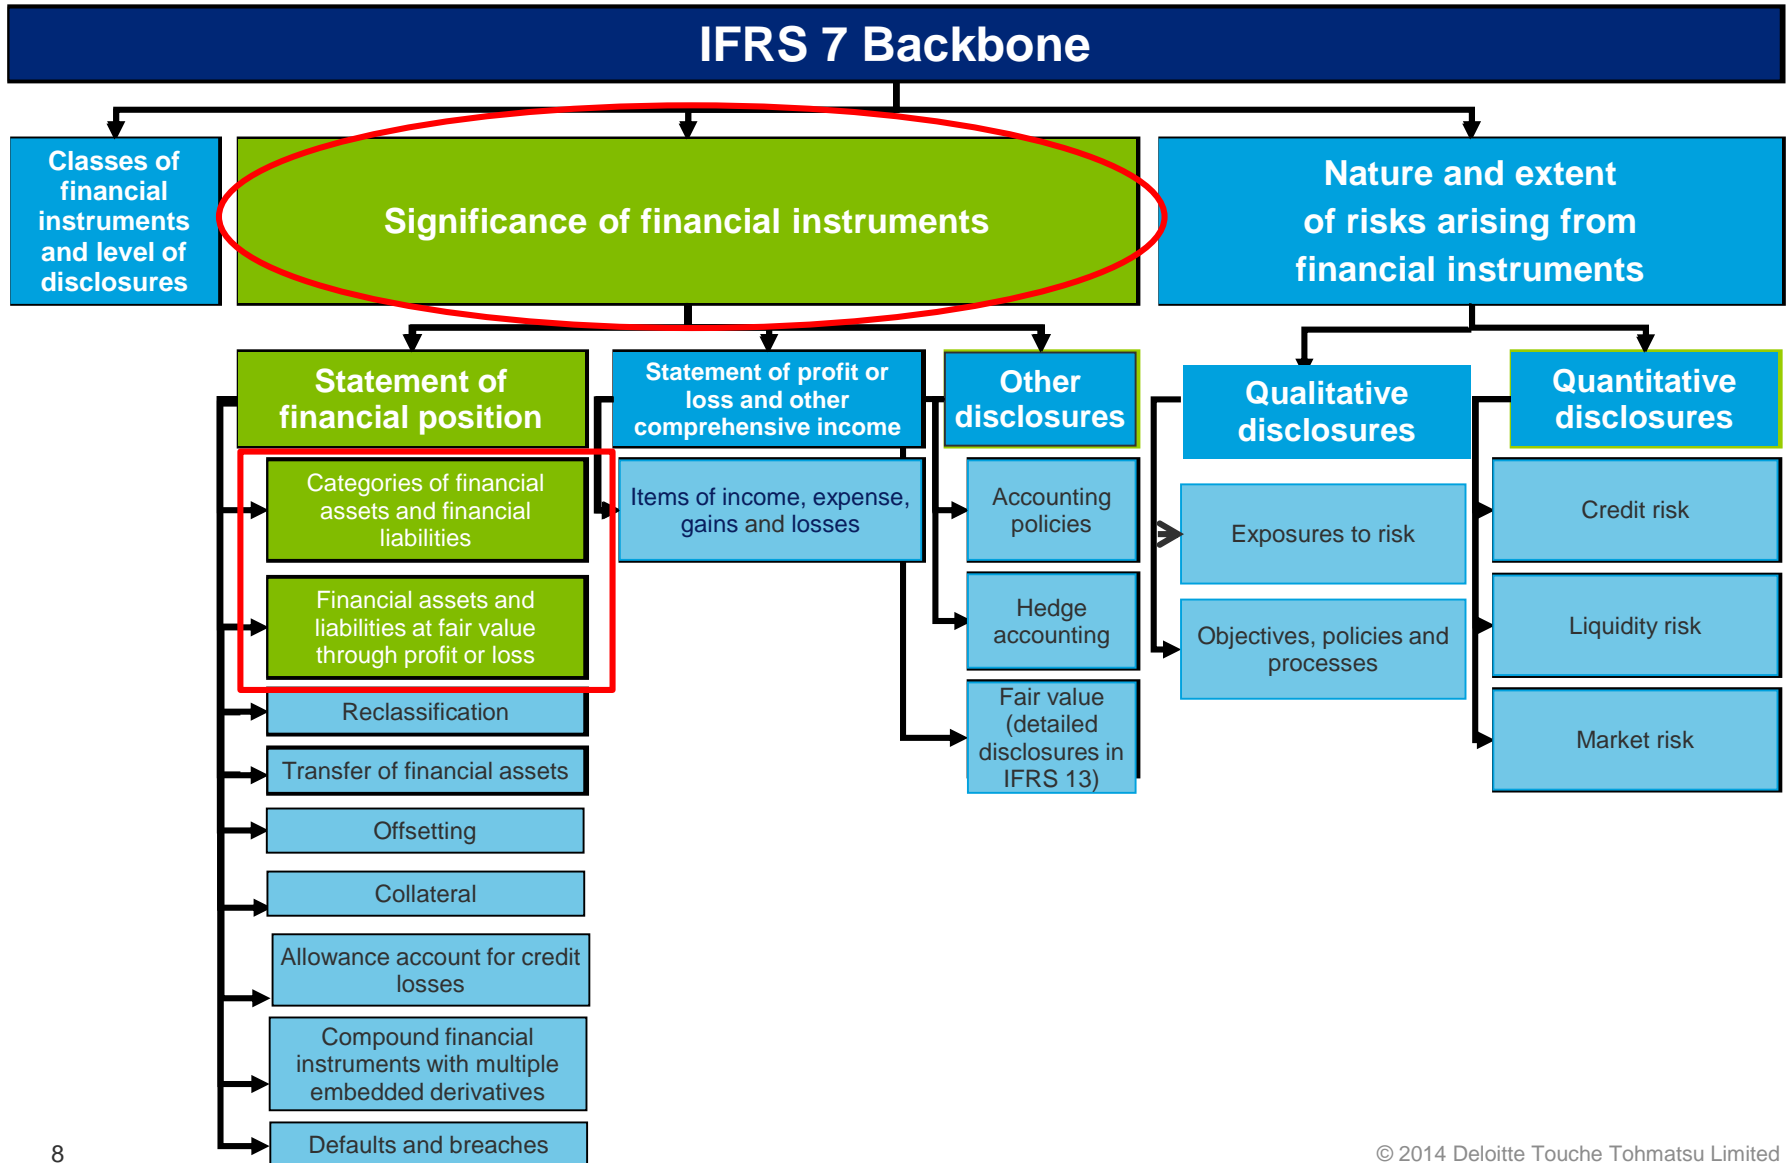 IFRS 7 Backbone
Classes of
financial
instruments
and level of
disclosures
Significance of financial instruments
Nature and extent
of risks arising from
financial instruments
Statement of
financial position
Categories of financial
assets and financial
liabilities
Financial assets and
liabilities at fair value
through profit or loss
Reclassification
Transfer of financial assets
Offsetting
Collateral
Allowance account for credit
losses
Compound financial
instruments with multiple
embedded derivatives
Defaults and breaches
Statement of profit or
loss and other
comprehensive income
Items of income, expense,
gains and losses
Other
disclosures
Accounting
policies
Hedge
accounting
Fair value
(detailed
disclosures in
IFRS 13)
Qualitative
disclosures
Exposures to risk
Objectives, policies and
processes
Quantitative
disclosures
Credit risk
Liquidity risk
Market risk
8
© 2014 Deloitte Touche Tohmatsu Limited